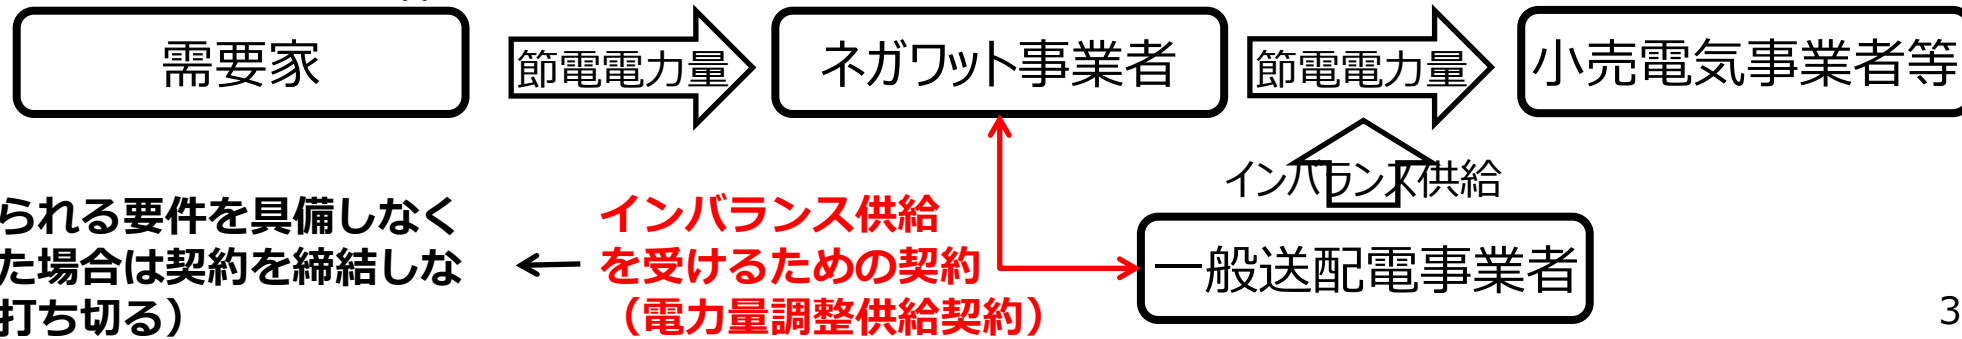 需要家
節電電力量
ネガワット事業者
節電電力量
小売電気事業者等
インバランス供給
られる要件を具備しなく
た場合は契約を締結しな
打ち切る）
インバランス供給
を受けるための契約
（電力量調整供給契約）
一般送配電事業者
3